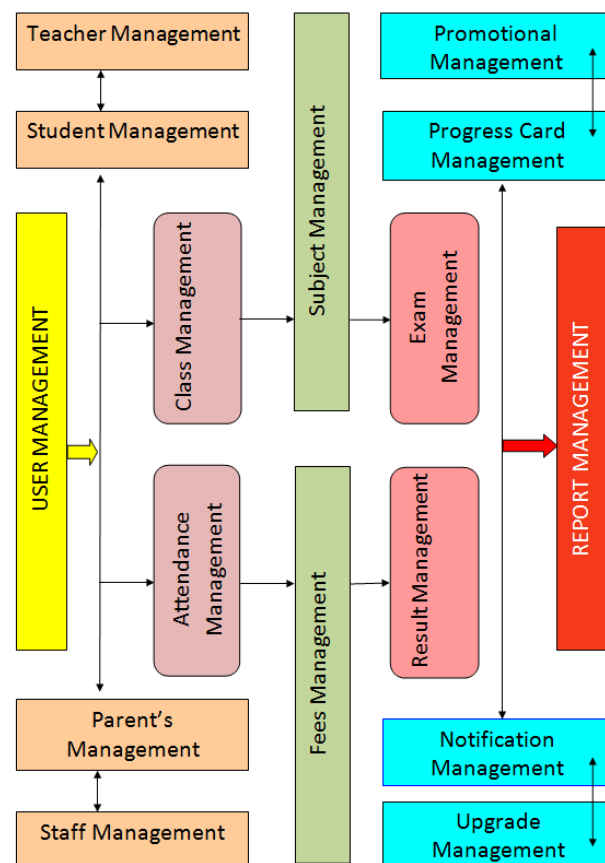 Teacher Management
Student Management
USER MANAGEMENT
Class Management
Attendance
Management
Parent's
Management
Staff Management
Subject Management
Fees Management
Exam
Management
Result Management
Promotional
Management
Progress Card
Management
REPORT MANAGEMENT
Notification
Management
Upgrade
Management